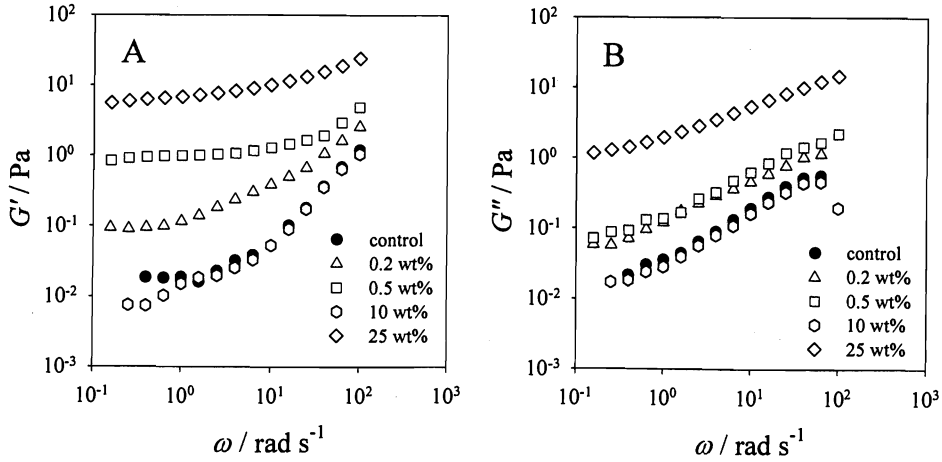 A
G′ / Pa
10²
10¹
10⁰
10⁻¹
10⁻²
10⁻³
control
0.2 wt%
0.5 wt%
10 wt%
25 wt%
10⁻¹ 10⁰ 10¹ 10² 10³
ω / rad s⁻¹
B
G″ / Pa
10²
10¹
10⁰
10⁻¹
10⁻²
10⁻³
control
0.2 wt%
0.5 wt%
10 wt%
25 wt%
10⁻¹ 10⁰ 10¹ 10² 10³
ω / rad s⁻¹